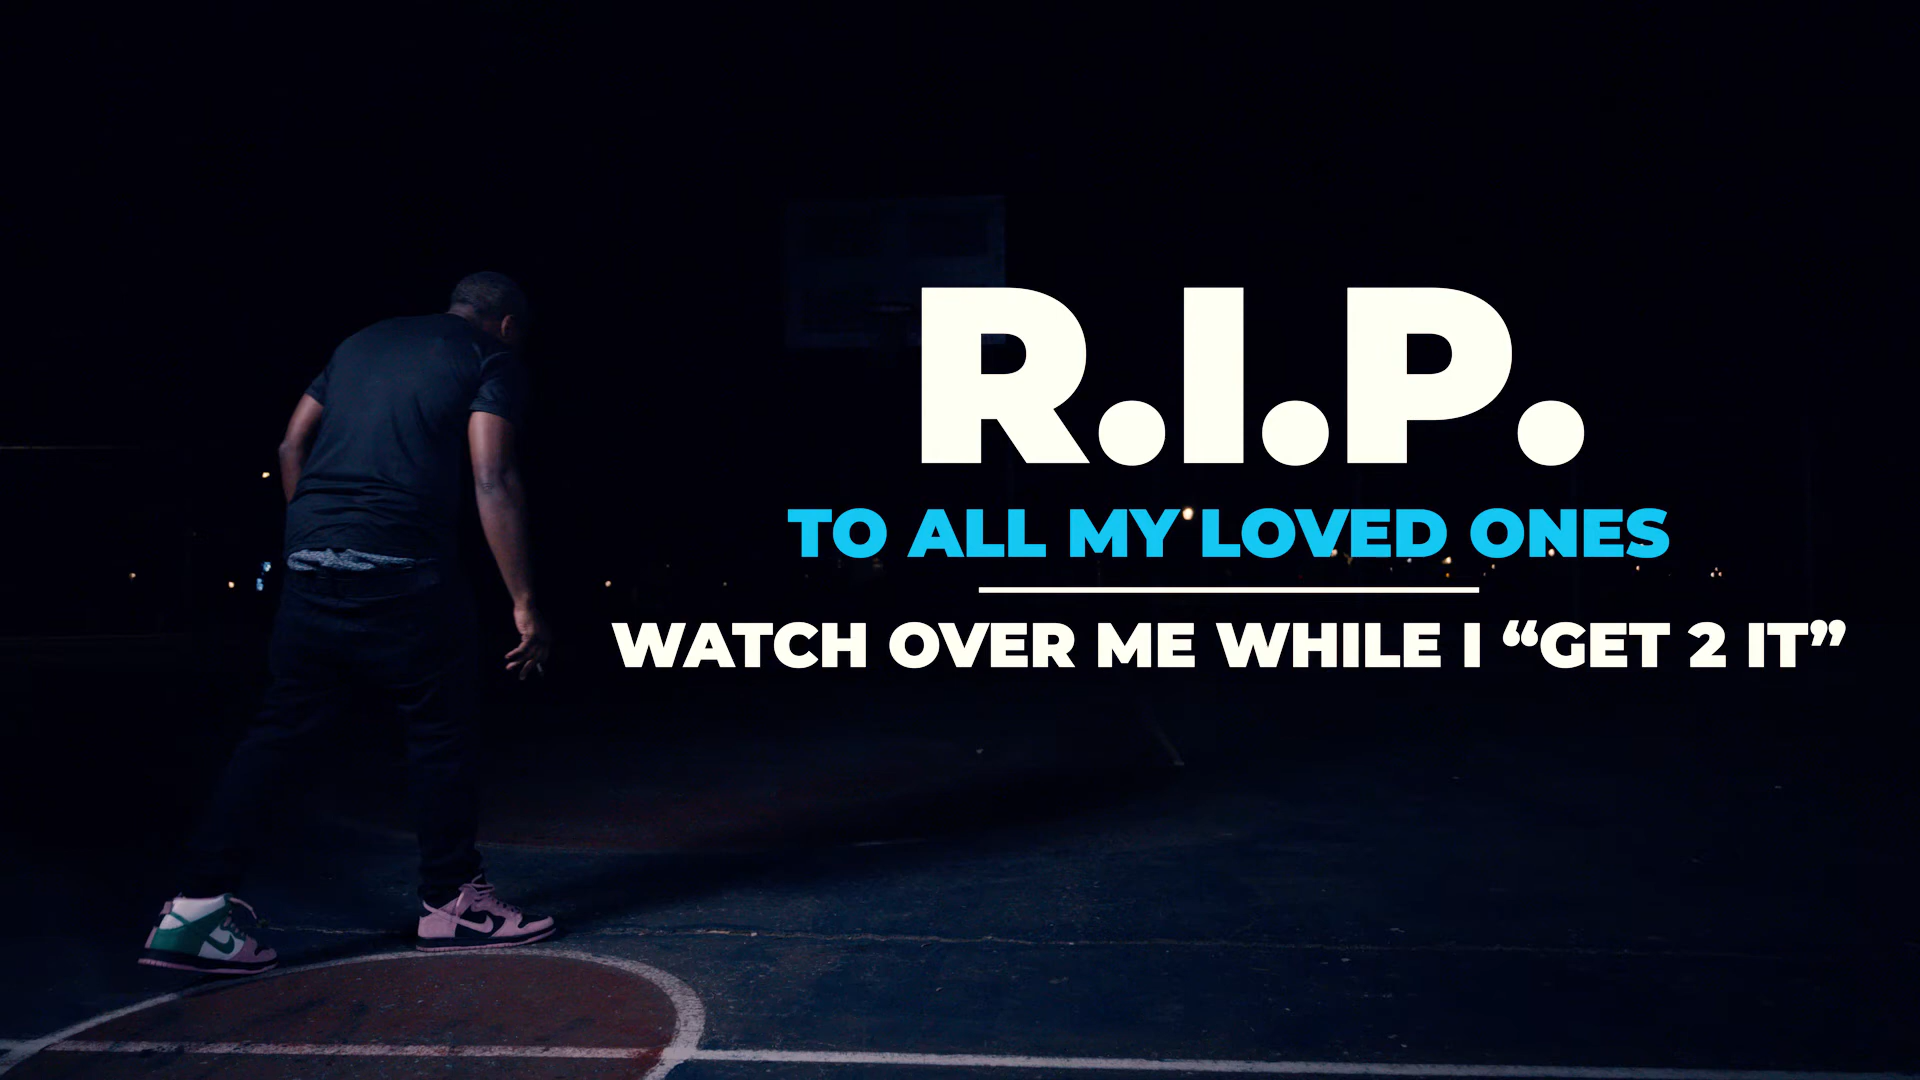 R.I.P.
TO ALL MY LOVED ONES
WATCH OVER ME WHILE I “GET 2 IT”